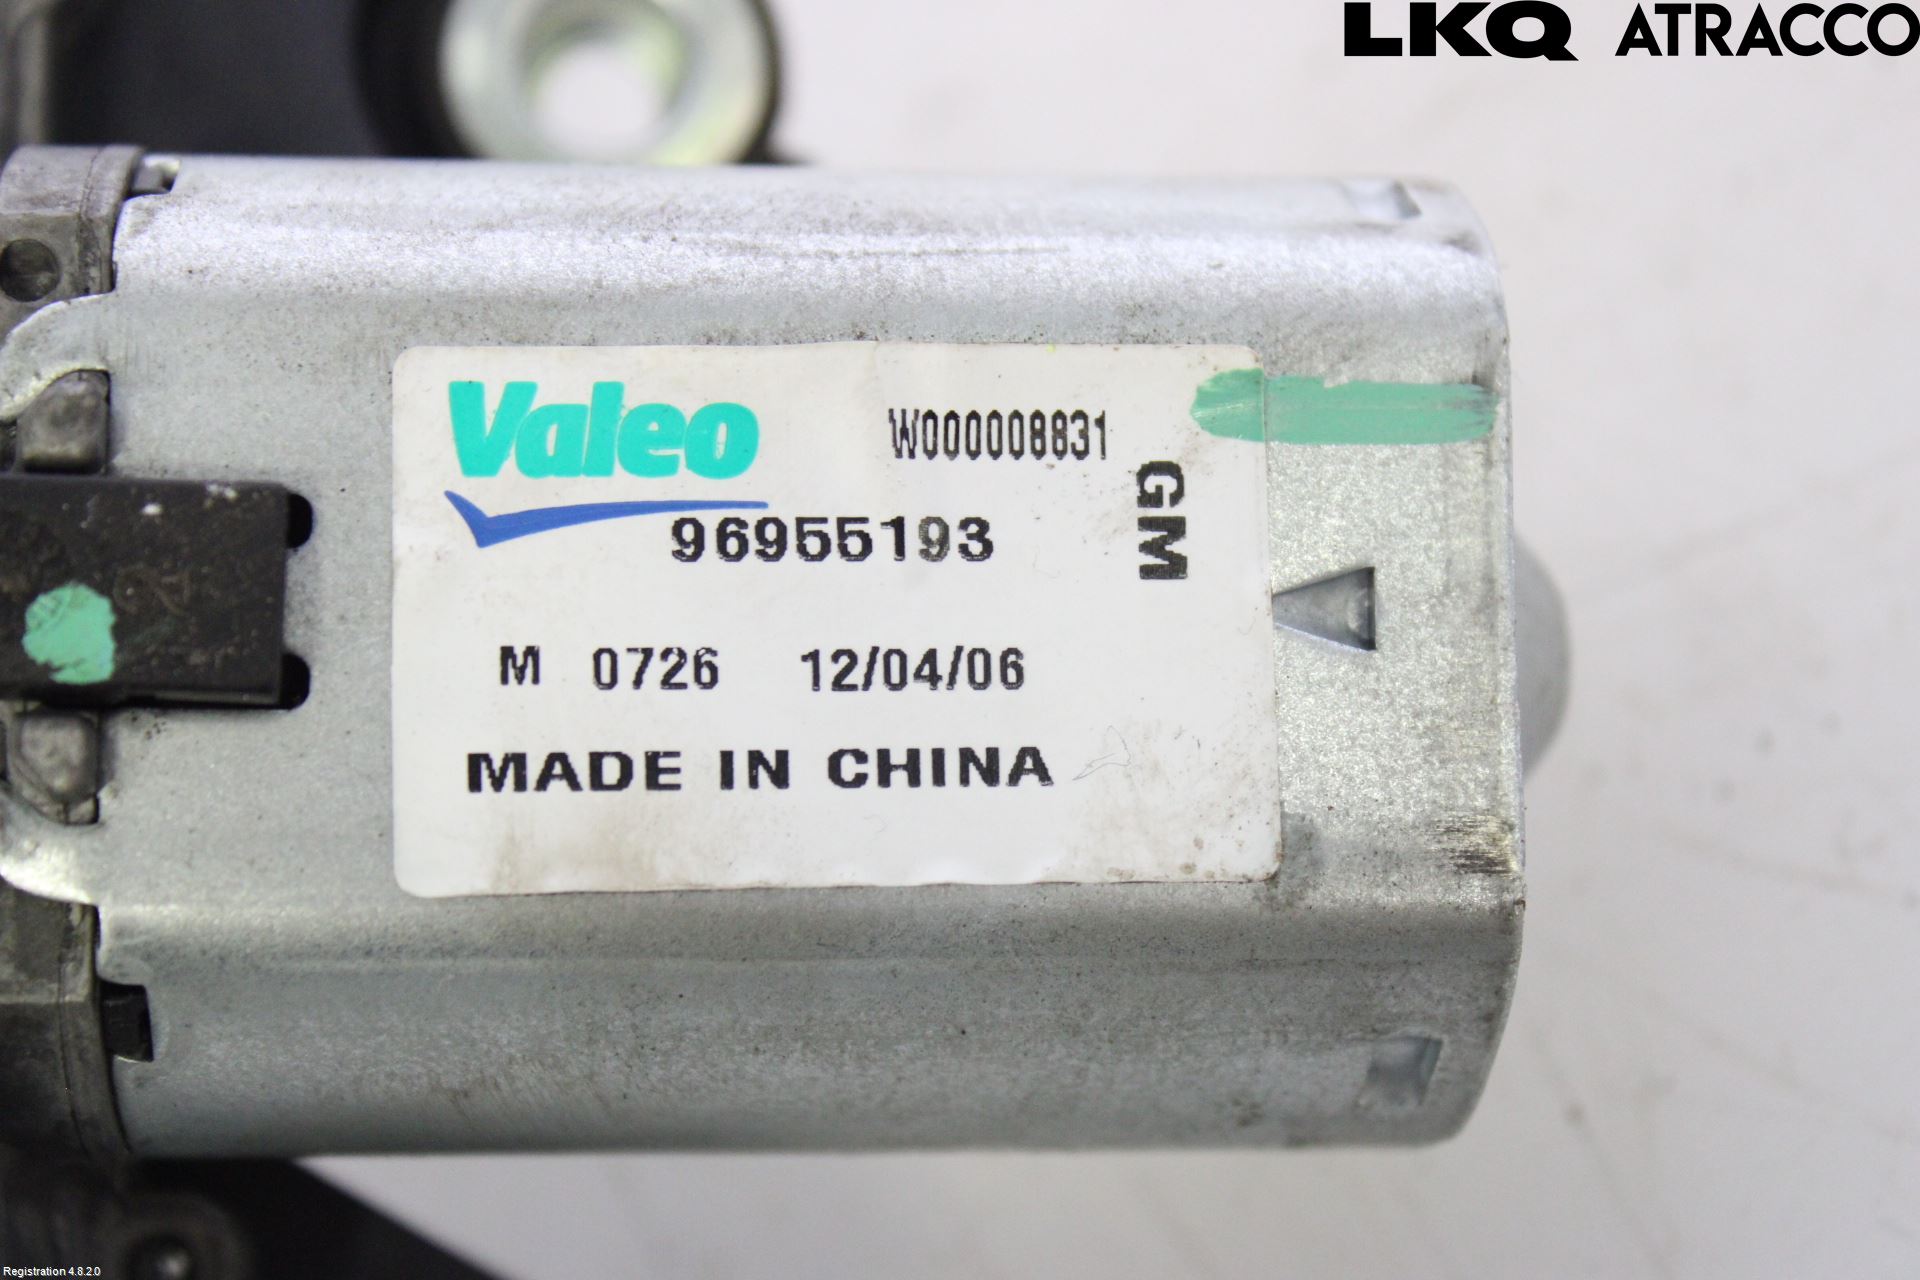 LKQ ATRACCO
Valeo
W000008831
GM
96955193
M 0726 12/04/06
MADE IN CHINA
Registration 4.8.2.0